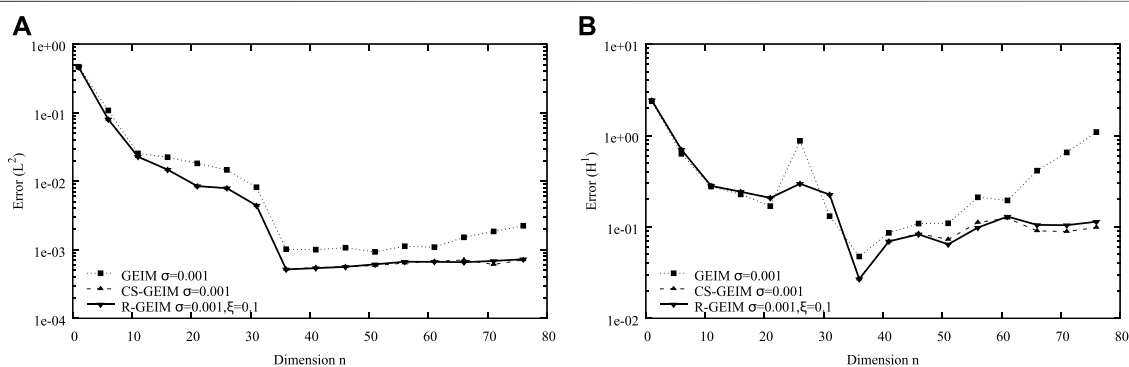 A
1e+00
1e-01
1e-02
1e-03
1e-04
Error (L²)
0 10 20 30 40 50 60 70 80
Dimension n
GEIM σ=0.001
CS-GEIM σ=0.001
R-GEIM σ=0.001,ξ=0.1
B
1e+01
1e+00
1e-01
1e-02
Error (H¹)
0 10 20 30 40 50 60 70 80
Dimension n
GEIM σ=0.001
CS-GEIM σ=0.001
R-GEIM σ=0.001,ξ=0.1